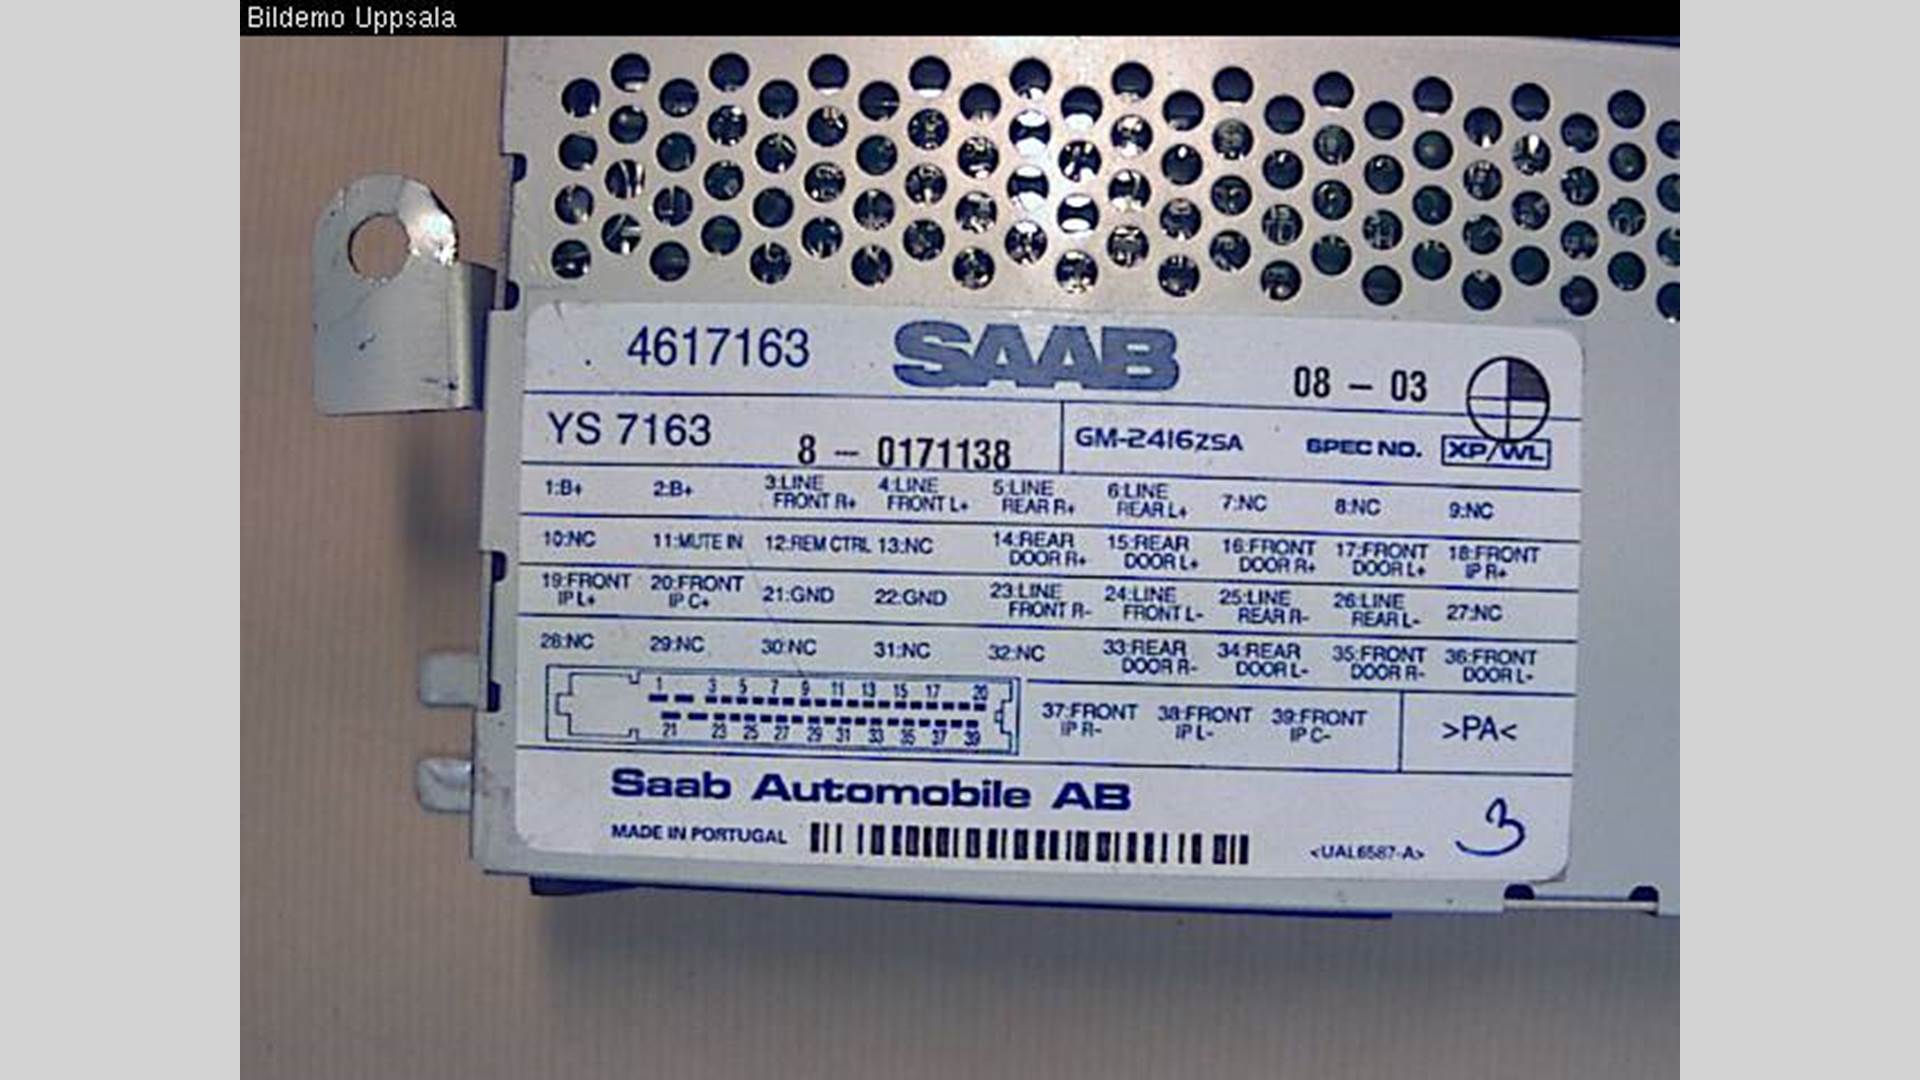 Bildemo Uppsala
4617163 SAAB 08 - 03
YS 7163 8 - 0171138 GM-2416ZSA SPEC NO. XP/WL
1:B+ 2:B+ 3:LINE FRONT R+ 4:LINE FRONT L+ 5:LINE REAR R+ 6:LINE REAR L+ 7:NC 8:NC 9:NC
10:NC 11:MUTE IN 12:REM CTRL 13:NC 14:REAR DOOR R+ 15:REAR DOOR L+ 16:FRONT DOOR R+ 17:FRONT DOOR L+ 18:FRONT IP R+
19:FRONT IP L+ 20:FRONT IP C+ 21:GND 22:GND 23:LINE FRONT R- 24:LINE FRONT L- 25:LINE REAR R- 26:LINE REAR L- 27:NC
28:NC 29:NC 30:NC 31:NC 32:NC 33:REAR DOOR R- 34:REAR DOOR L- 35:FRONT DOOR R- 36:FRONT DOOR L-
1 3 5 7 9 11 13 15 17 20
21 23 25 27 29 31 33 35 37 39
37:FRONT IP R- 38:FRONT IP L- 39:FRONT IP C- >PA<
Saab Automobile AB
MADE IN PORTUGAL <UAL6587-A> 3